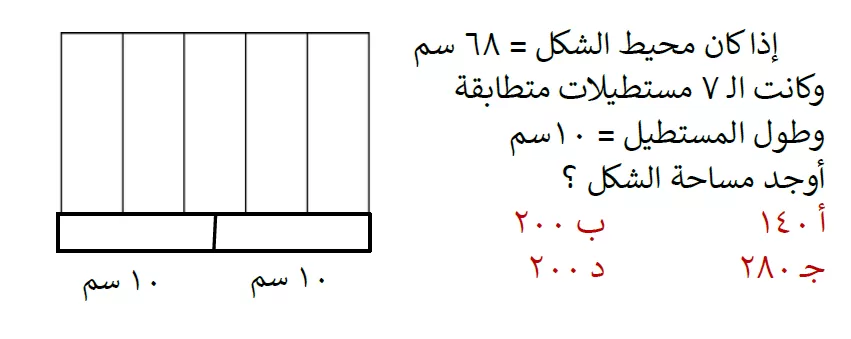 إذا كان محيط الشكل = ٦٨ سم
وكانت الـ ٧ مستطيلات متطابقة
وطول المستطيل = ١٠سم
أوجد مساحة الشكل ؟
أ ١٤٠ ب ٢٠٠
جـ ٢٨٠ د ٢٠٠
١٠ سم ١٠ سم